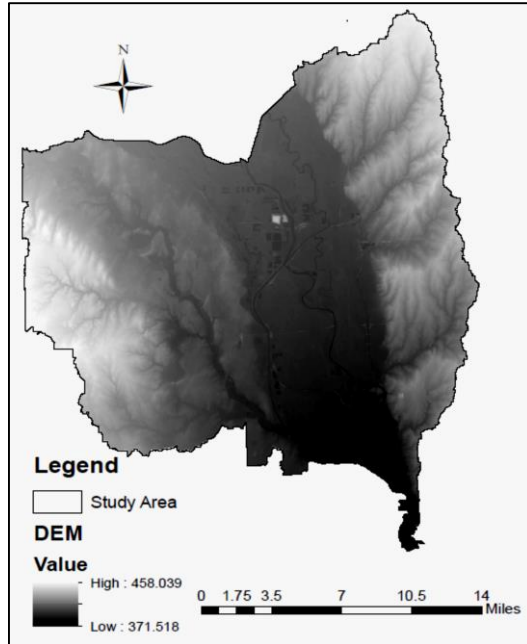 N
Legend
Study Area
DEM
Value
High : 458.039
Low : 371.518
0 1.75 3.5 7 10.5 14
Miles